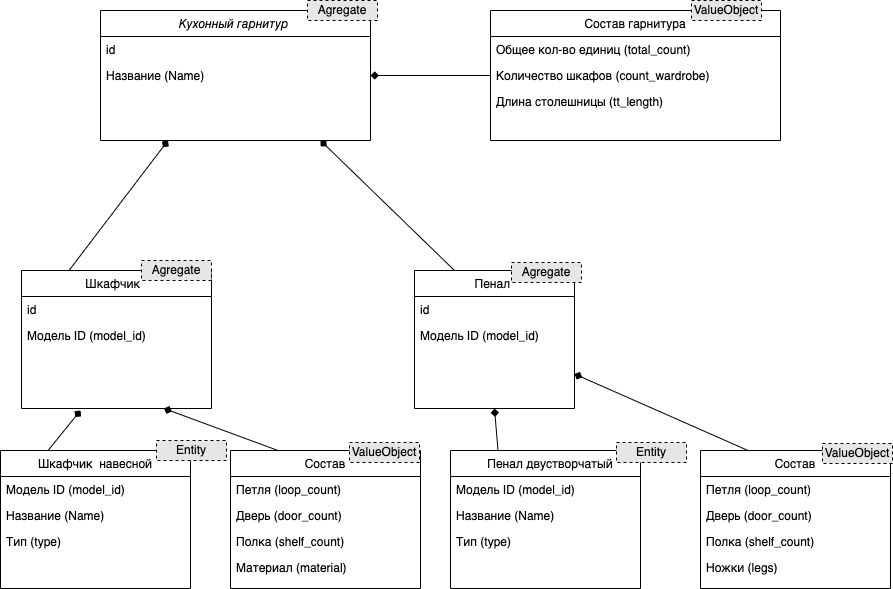 Agregate
Кухонный гарнитур
id
Название (Name)
ValueObject
Состав гарнитура
Общее кол-во единиц (total_count)
Количество шкафов (count_wardrobe)
Длина столешницы (tt_length)
Agregate
Шкафчик
id
Модель ID (model_id)
Agregate
Пенал
id
Модель ID (model_id)
Entity
Шкафчик навесной
Модель ID (model_id)
Название (Name)
Тип (type)
ValueObject
Состав
Петля (loop_count)
Дверь (door_count)
Полка (shelf_count)
Материал (material)
Entity
Пенал двустворчатый
Модель ID (model_id)
Название (Name)
Тип (type)
ValueObject
Состав
Петля (loop_count)
Дверь (door_count)
Полка (shelf_count)
Ножки (legs)